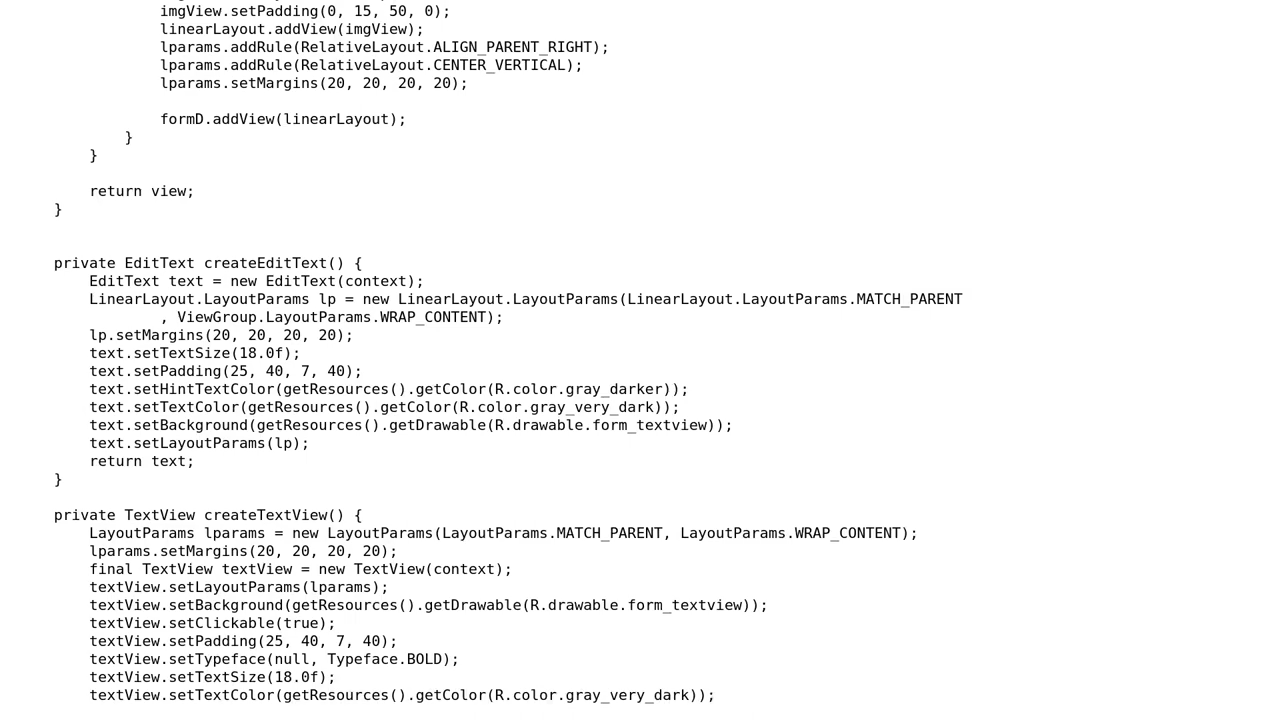 imgView.setPadding(0, 15, 50, 0);
linearLayout.addView(imgView);
lparams.addRule(RelativeLayout.ALIGN_PARENT_RIGHT);
lparams.addRule(RelativeLayout.CENTER_VERTICAL);
lparams.setMargins(20, 20, 20, 20);
formD.addView(linearLayout);
}
}
return view;
}
private EditText createEditText() {
EditText text = new EditText(context);
LinearLayout.LayoutParams lp = new LinearLayout.LayoutParams(LinearLayout.LayoutParams.MATCH_PARENT
, ViewGroup.LayoutParams.WRAP_CONTENT);
lp.setMargins(20, 20, 20, 20);
text.setTextSize(18.0f);
text.setPadding(25, 40, 7, 40);
text.setHintTextColor(getResources().getColor(R.color.gray_darker));
text.setTextColor(getResources().getColor(R.color.gray_very_dark));
text.setBackground(getResources().getDrawable(R.drawable.form_textview));
text.setLayoutParams(lp);
return text;
}
private TextView createTextView() {
LayoutParams lparams = new LayoutParams(LayoutParams.MATCH_PARENT, LayoutParams.WRAP_CONTENT);
lparams.setMargins(20, 20, 20, 20);
final TextView textView = new TextView(context);
textView.setLayoutParams(lparams);
textView.setBackground(getResources().getDrawable(R.drawable.form_textview));
textView.setClickable(true);
textView.setPadding(25, 40, 7, 40);
textView.setTypeface(null, Typeface.BOLD);
textView.setTextSize(18.0f);
textView.setTextColor(getResources().getColor(R.color.gray_very_dark));